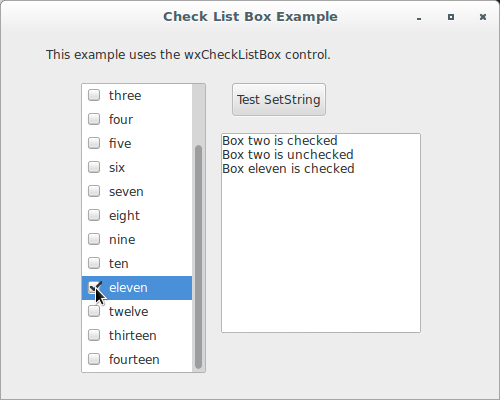 Check List Box Example
This example uses the wxCheckListBox control.
three
four
five
six
seven
eight
nine
ten
eleven
twelve
thirteen
fourteen
Test SetString
Box two is checked
Box two is unchecked
Box eleven is checked